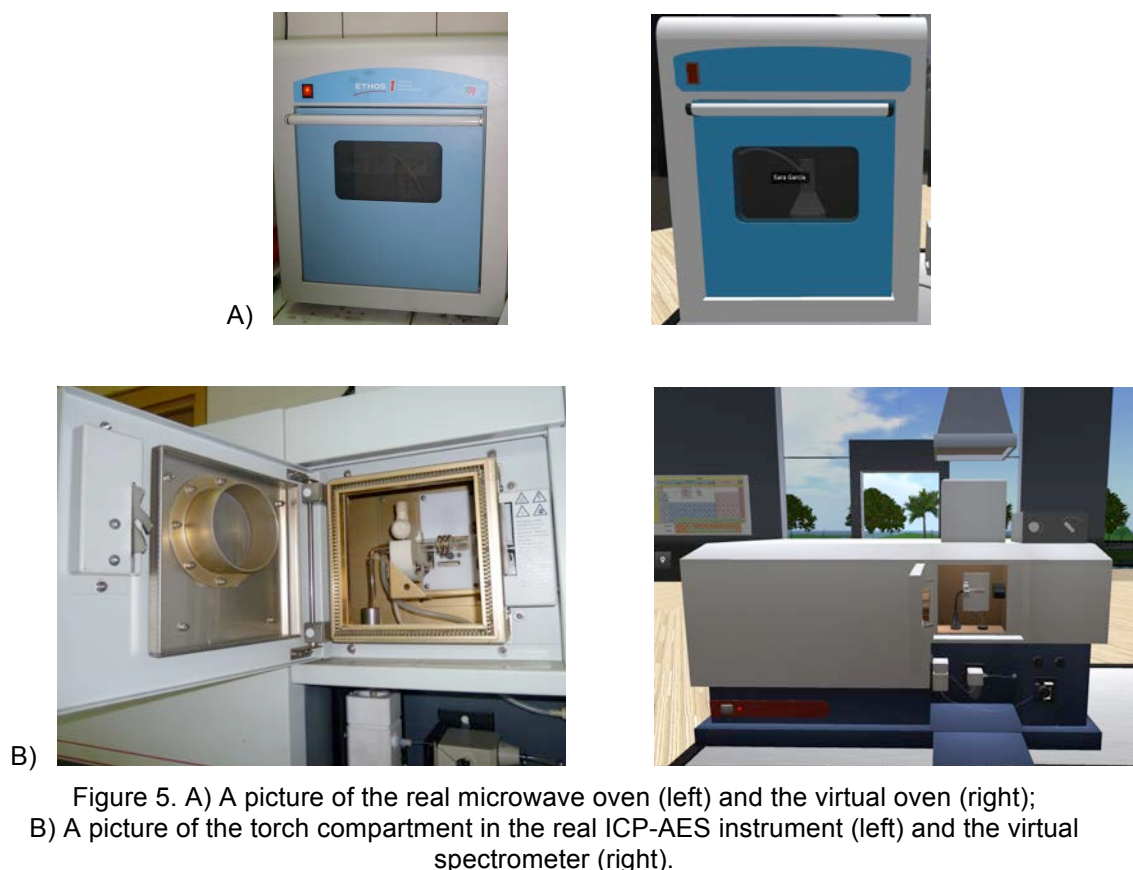 ETHOS
Sara Garcia
A)
B)
Figure 5. A) A picture of the real microwave oven (left) and the virtual oven (right);
B) A picture of the torch compartment in the real ICP-AES instrument (left) and the virtual
spectrometer (right).